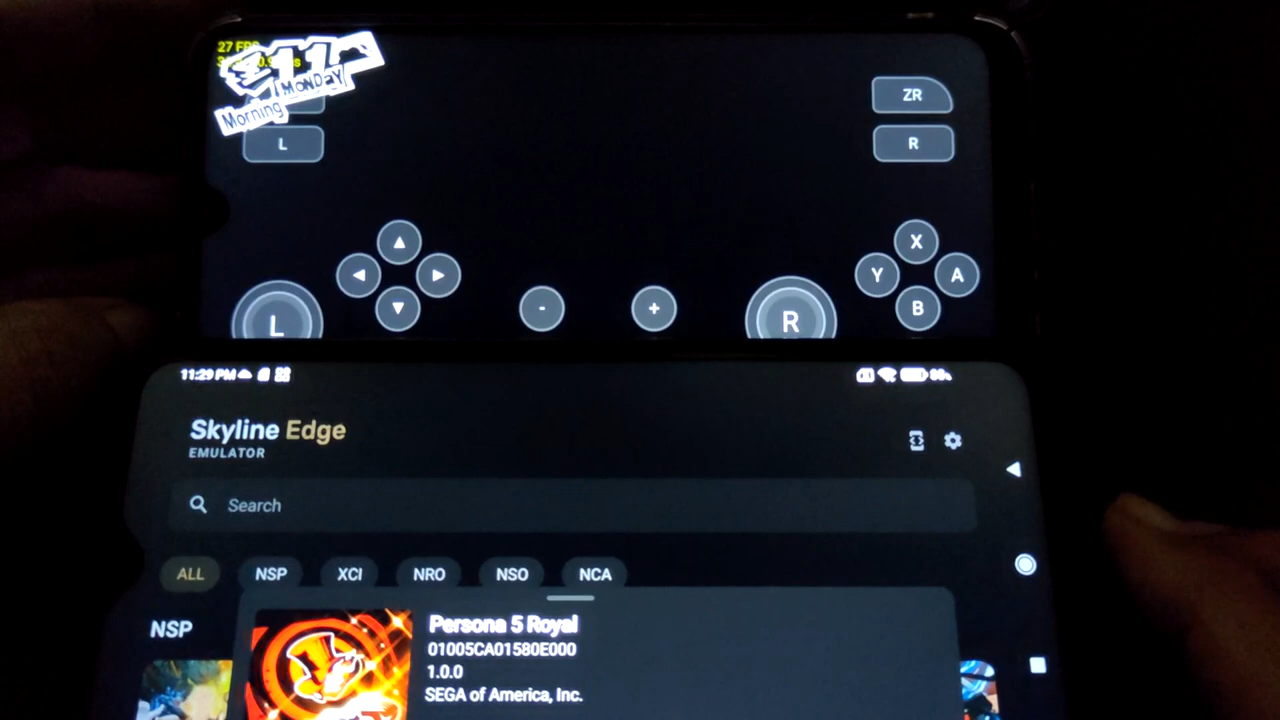 27 FPS
11
MONDAY
Morning
L
ZR
R
X
Y
A
B
L
-
+
R
11:29 PM
Skyline Edge
EMULATOR
Search
ALL
NSP
XCI
NRO
NSO
NCA
NSP
Persona 5 Royal
01005CA01580E000
1.0.0
SEGA of America, Inc.